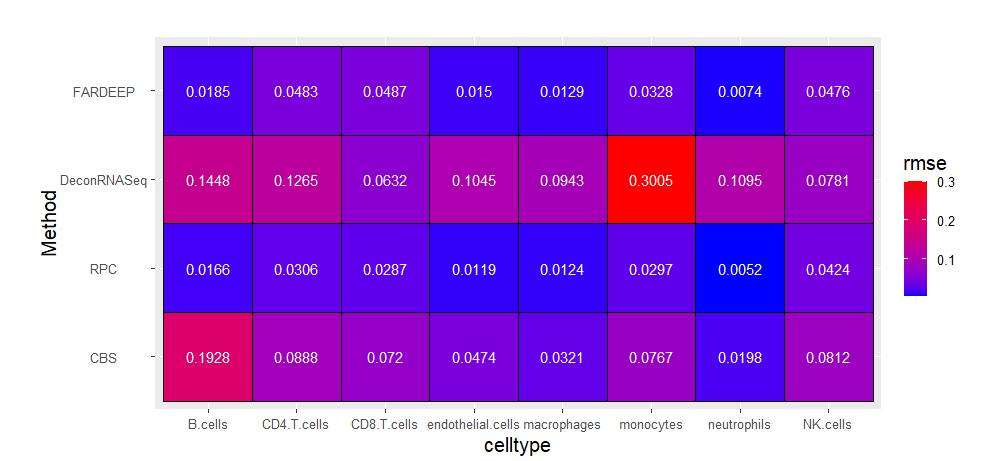 FARDEEP 0.0185 0.0483 0.0487 0.015 0.0129 0.0328 0.0074 0.0476
DeconRNASeq 0.1448 0.1265 0.0632 0.1045 0.0943 0.3005 0.1095 0.0781
RPC 0.0166 0.0306 0.0287 0.0119 0.0124 0.0297 0.0052 0.0424
CBS 0.1928 0.0888 0.072 0.0474 0.0321 0.0767 0.0198 0.0812
B.cells CD4.T.cells CD8.T.cells endothelial.cells macrophages monocytes neutrophils NK.cells
celltype
Method
rmse
0.3
0.2
0.1